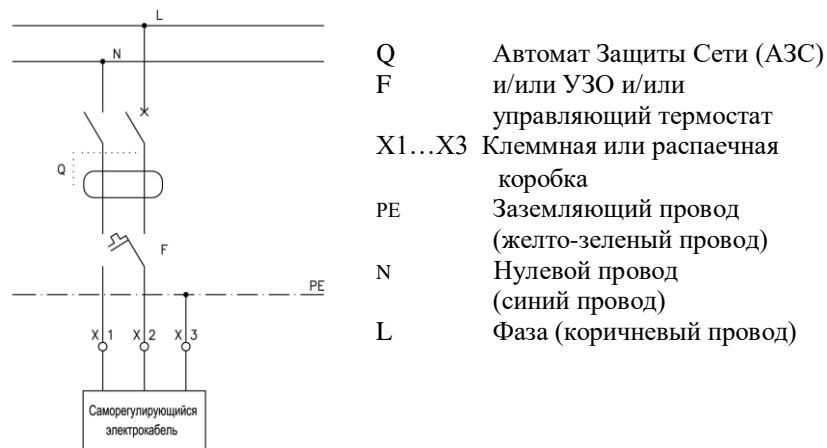 L
N
Q
F
PE
X 1 X 2 X 3
Саморегулирующийся
электрокабель
Q Автомат Защиты Сети (АЗС)
F и/или УЗО и/или
управляющий термостат
X1…X3 Клеммная или распаечная
коробка
PE Заземляющий провод
(желто-зеленый провод)
N Нулевой провод
(синий провод)
L Фаза (коричневый провод)